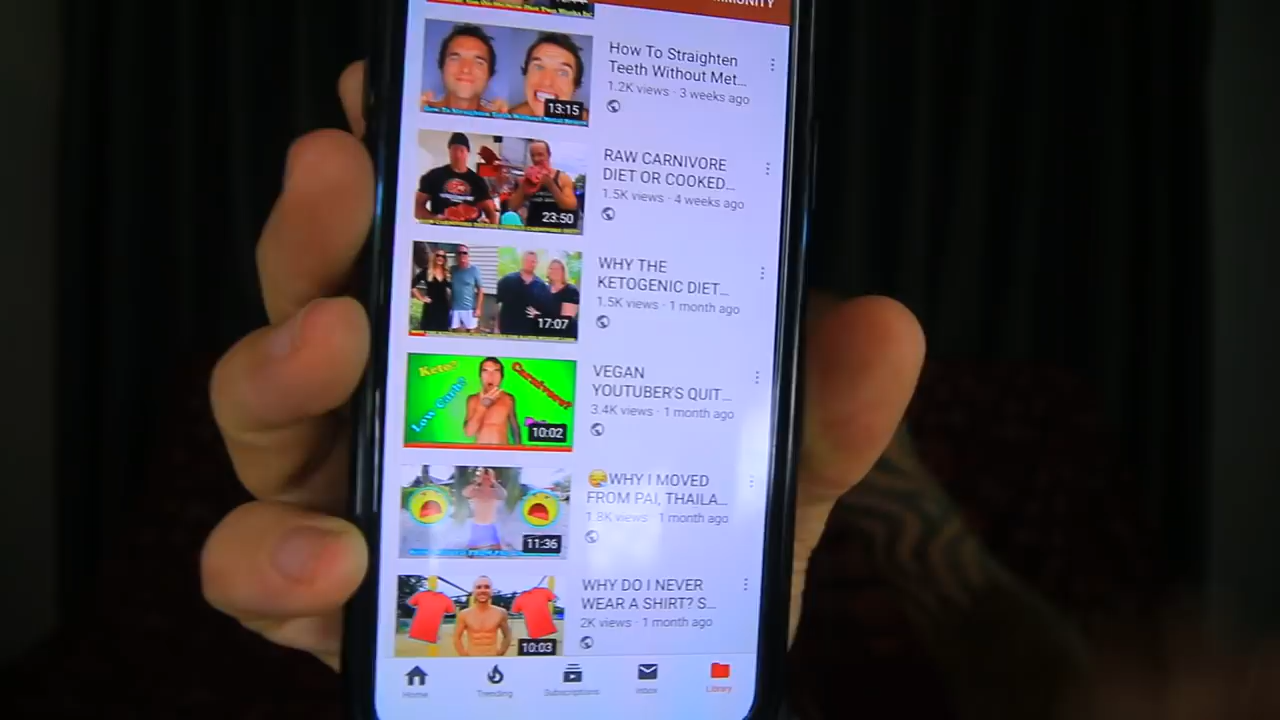 How To Straighten
Teeth Without Met...
1.2K views · 3 weeks ago
13:15
RAW CARNIVORE
DIET OR COOKED...
1.5K views · 4 weeks ago
23:50
WHY THE
KETOGENIC DIET...
1.5K views · 1 month ago
17:07
VEGAN
YOUTUBER'S QUIT...
3.4K views · 1 month ago
Keto?
Low Carb?
Carnivore?
10:02
WHY I MOVED
FROM PAI, THAILA...
1.8K views · 1 month ago
11:36
WHY DO I NEVER
WEAR A SHIRT? S...
2K views · 1 month ago
10:03
Home
Trending
Subscriptions
Inbox
Library